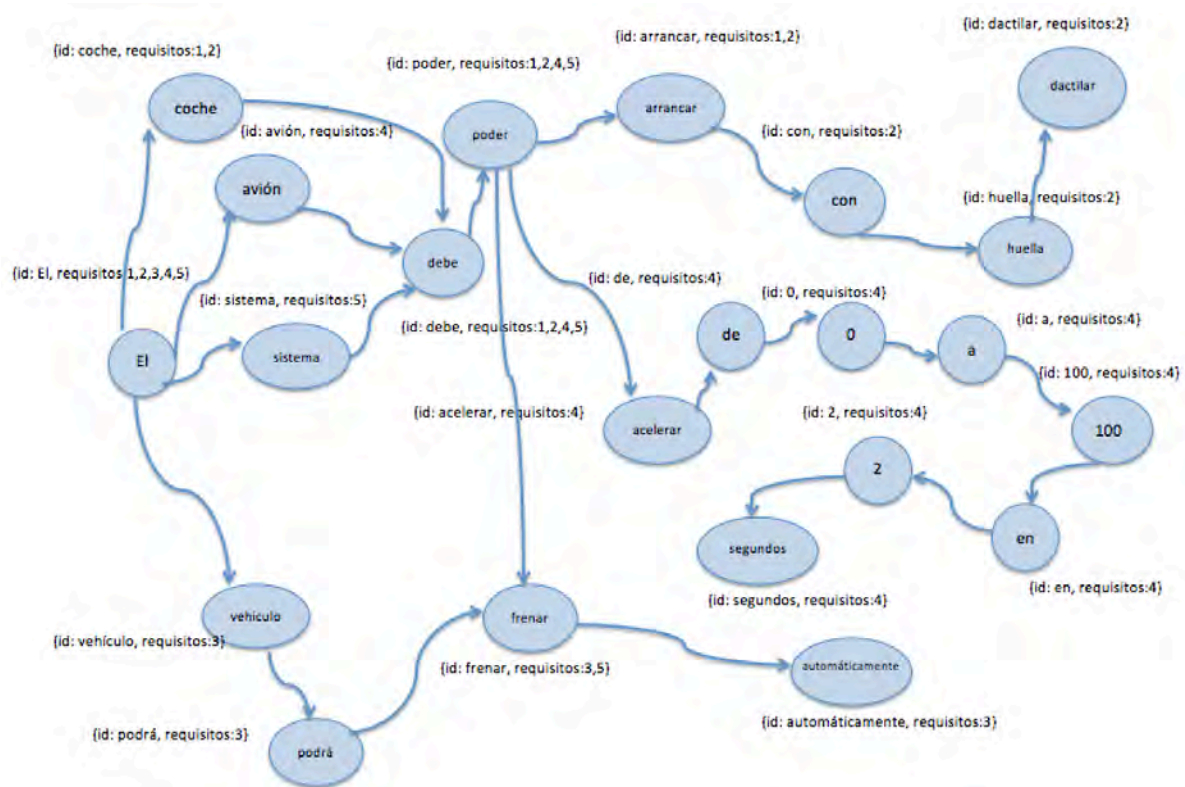 {id: dactilar, requisitos:2}
{id: arrancar, requisitos:1,2}
{id: coche, requisitos:1,2}
{id: poder, requisitos:1,2,4,5}
dactilar
coche
arrancar
{id: avión, requisitos:4}
poder
{id: con, requisitos:2}
avión
con
{id: huella, requisitos:2}
huella
debe
{id: El, requisitos:1,2,3,4,5}
{id: de, requisitos:4}
{id: sistema, requisitos:5}
{id: 0, requisitos:4}
{id: debe, requisitos:1,2,4,5}
{id: a, requisitos:4}
de
0
a
El
sistema
{id: 100, requisitos:4}
{id: acelerar, requisitos:4}
{id: 2, requisitos:4}
acelerar
100
2
en
segundos
{id: en, requisitos:4}
{id: segundos, requisitos:4}
vehículo
frenar
{id: vehículo, requisitos:3}
{id: frenar, requisitos:3,5}
automáticamente
{id: automáticamente, requisitos:3}
{id: podrá, requisitos:3}
podrá